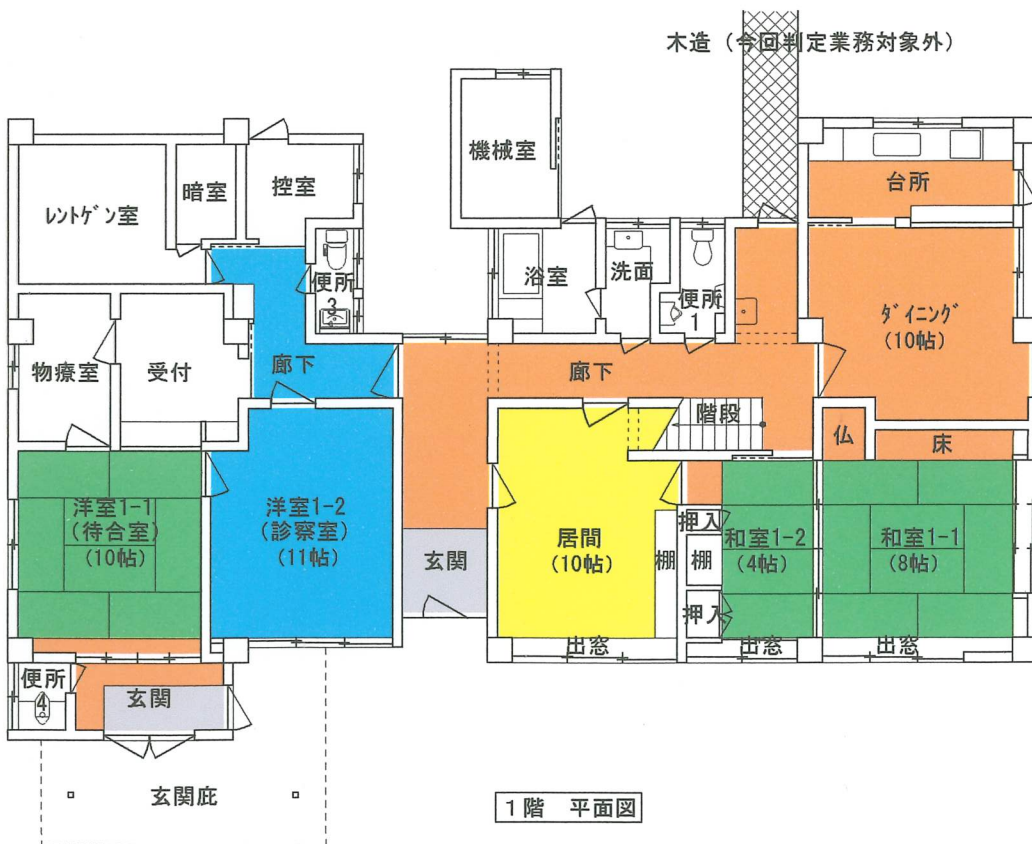 木造（今回判定業務対象外）
機械室
台所
暗室
控室
ﾚﾝﾄｹﾞﾝ室
便所
3
浴室
洗面
便所
1
ﾀﾞｲﾆﾝｸﾞ
(10帖)
物療室
受付
廊下
廊下
階段
仏
床
洋室1-1
(待合室)
(10帖)
洋室1-2
(診察室)
(11帖)
玄関
居間
(10帖)
棚
押入
棚
押入
和室1-2
(4帖)
和室1-1
(8帖)
出窓
出窓
出窓
便所
4
玄関
玄関庇
1階 平面図